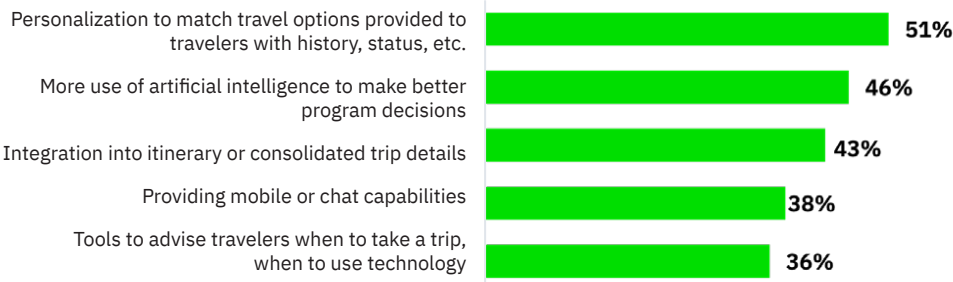 Personalization to match travel options provided to
travelers with history, status, etc.
51%
More use of artificial intelligence to make better
program decisions
46%
Integration into itinerary or consolidated trip details
43%
Providing mobile or chat capabilities
38%
Tools to advise travelers when to take a trip,
when to use technology
36%